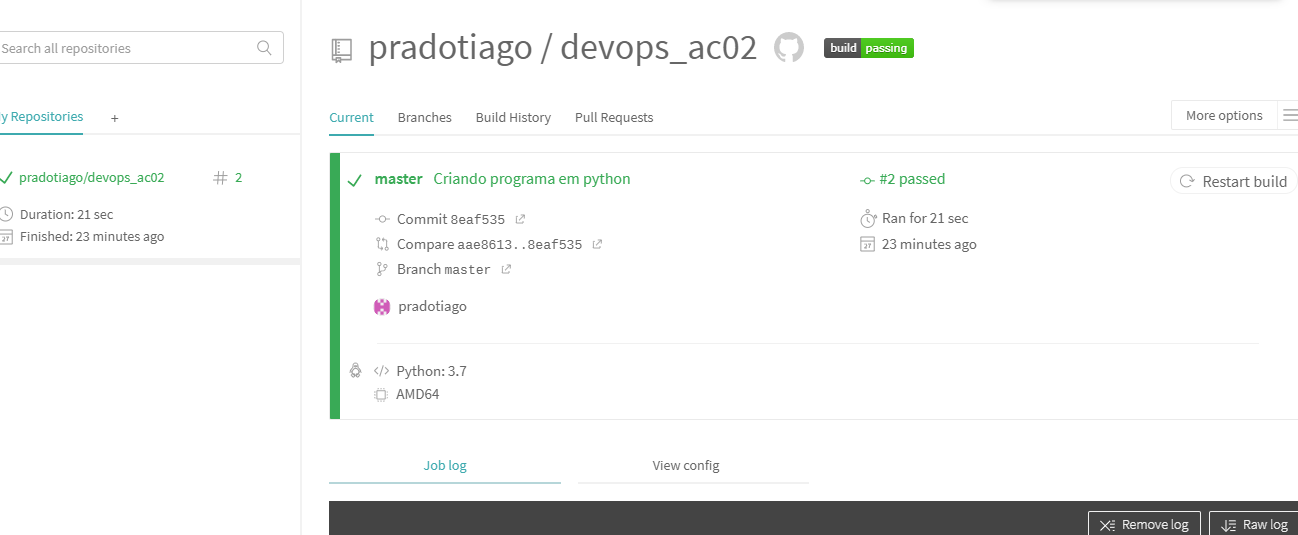 Search all repositories
y Repositories +
pradotiago/devops_ac02 # 2
Duration: 21 sec
27 Finished: 23 minutes ago
pradotiago / devops_ac02 build passing
Current Branches Build History Pull Requests
More options
master Criando programa em python
Commit 8eaf535
Compare aae8613..8eaf535
Branch master
pradotiago
#2 passed
Ran for 21 sec
27 23 minutes ago
Restart build
</> Python: 3.7
AMD64
Job log View config
Remove log Raw log